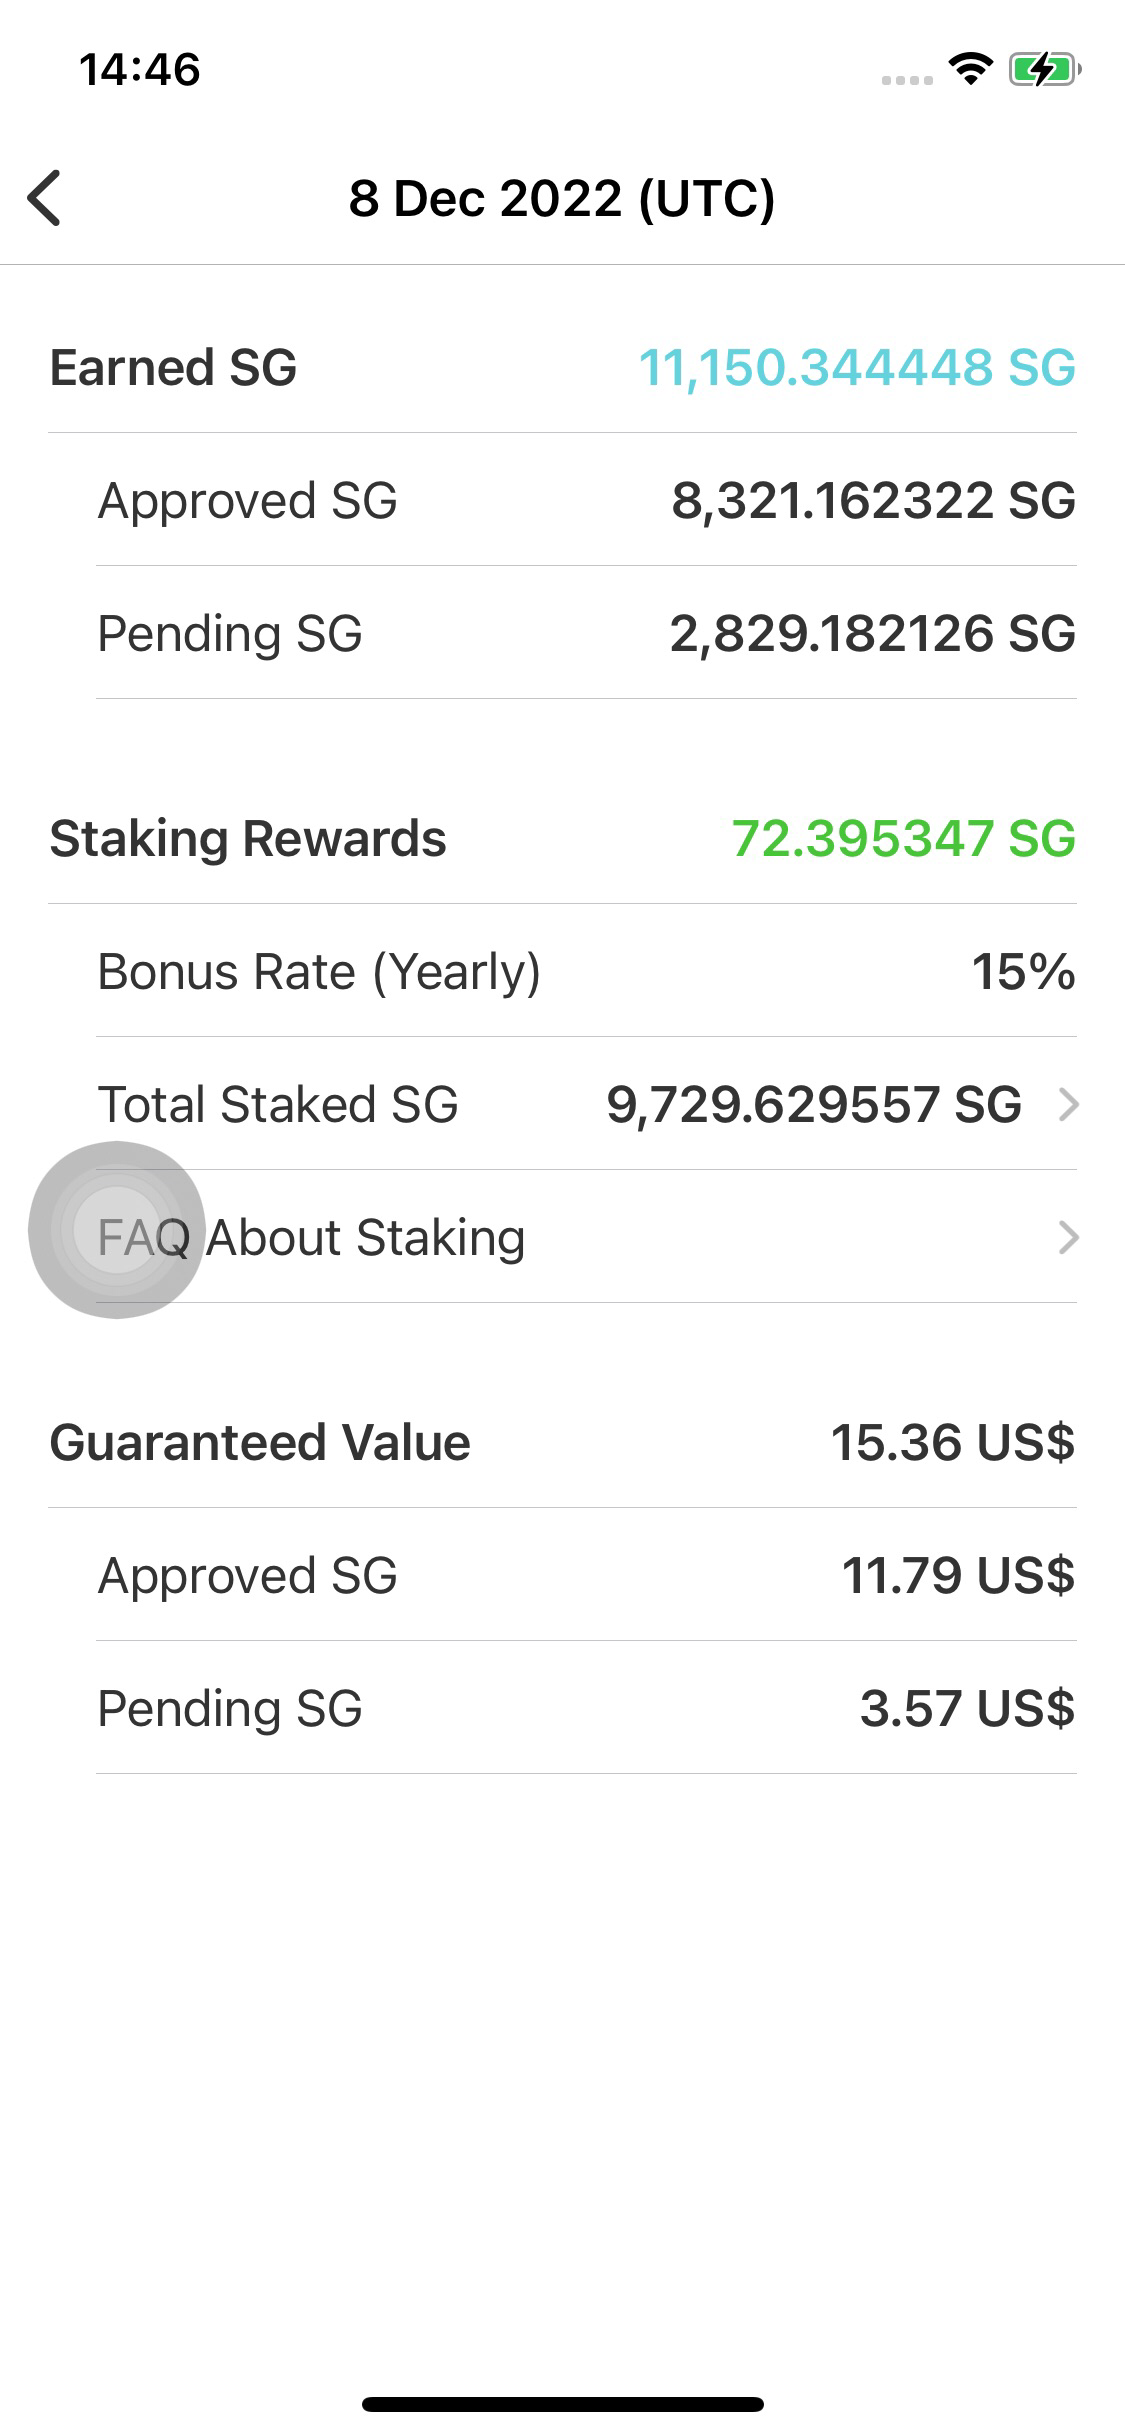 14:46
8 Dec 2022 (UTC)
Earned SG 11,150.344448 SG
Approved SG 8,321.162322 SG
Pending SG 2,829.182126 SG
Staking Rewards 72.395347 SG
Bonus Rate (Yearly) 15%
Total Staked SG 9,729.629557 SG
FAQ About Staking
Guaranteed Value 15.36 US$
Approved SG 11.79 US$
Pending SG 3.57 US$